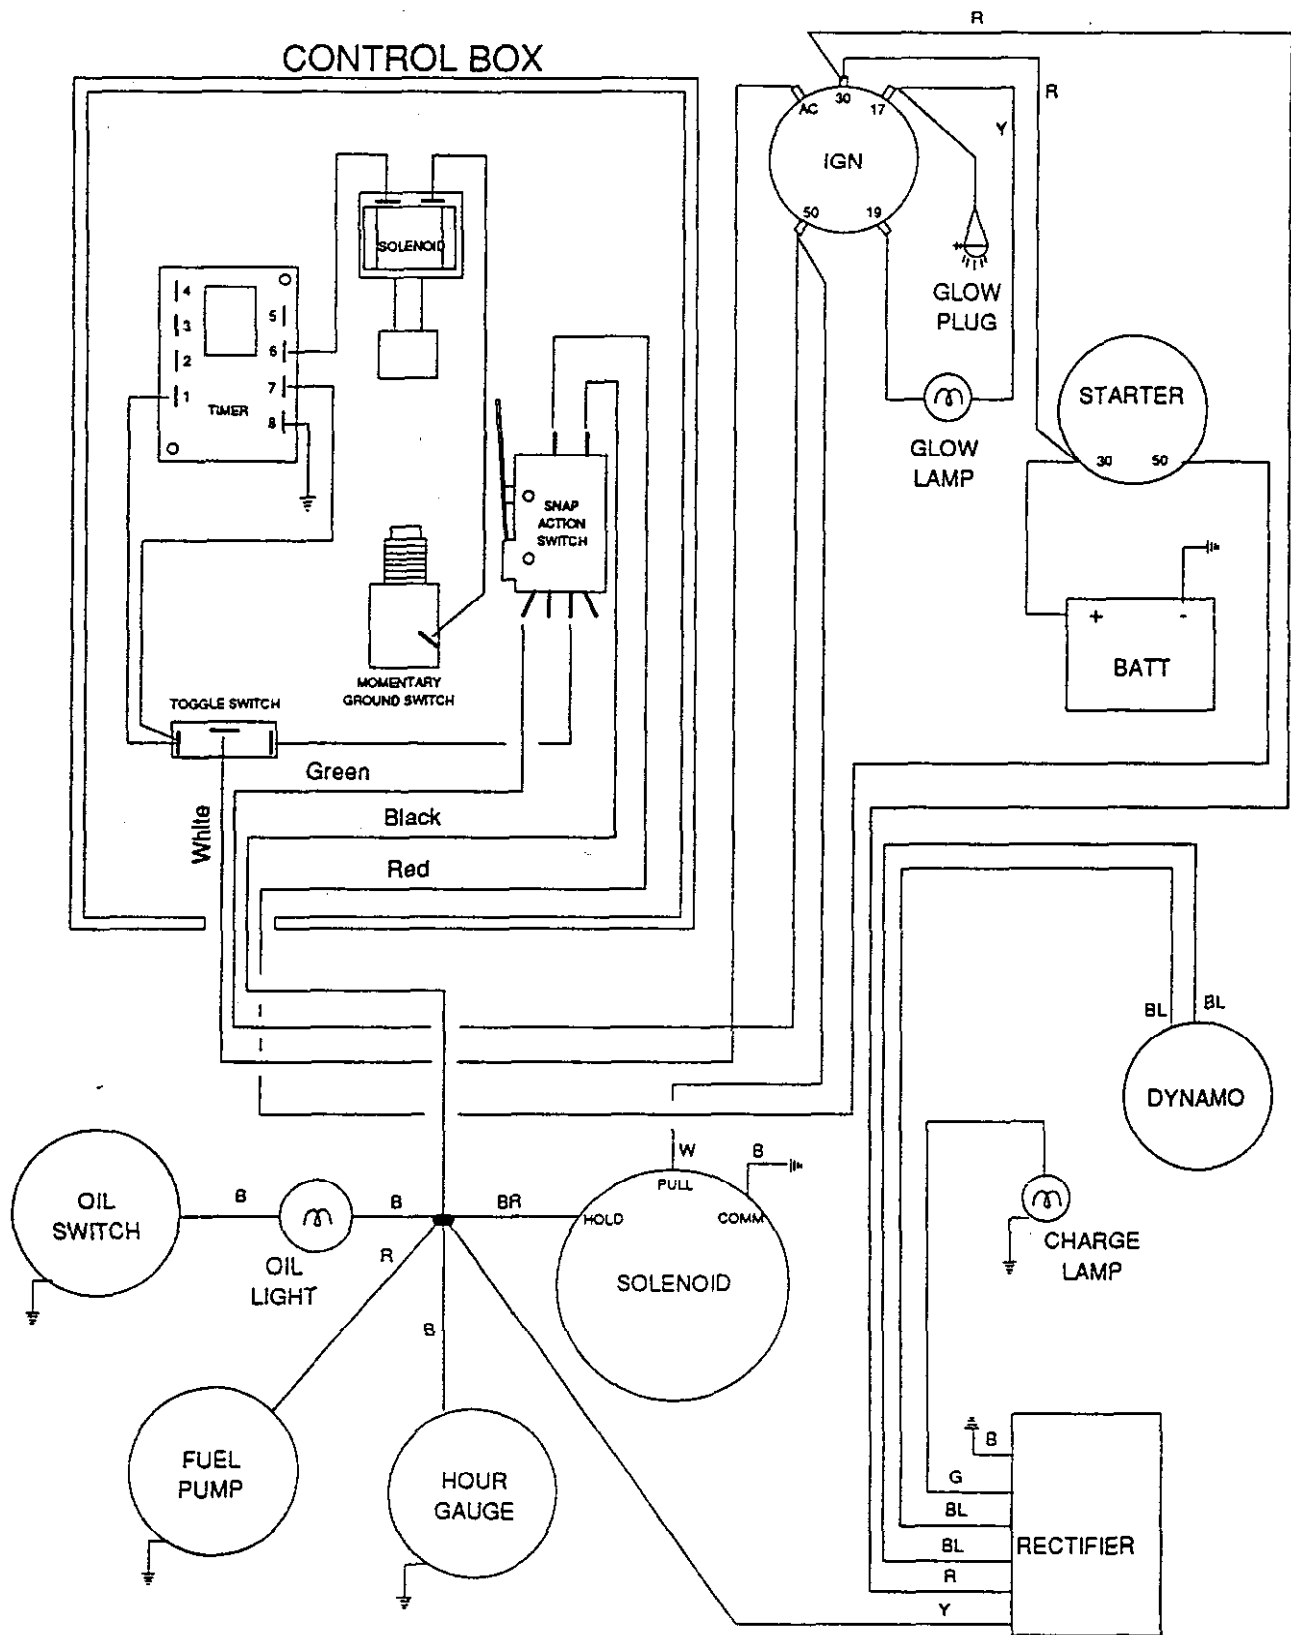 R
CONTROL BOX
AC
30
17
R
Y
IGN
50
19
SOLENOID
GLOW
PLUG
4
3
2
1
5
6
7
8
TIMER
STARTER
30
50
GLOW
LAMP
SNAP
ACTION
SWITCH
+
-
BATT
MOMENTARY
GROUND SWITCH
TOGGLE SWITCH
Green
Black
White
Red
BL
BL
DYNAMO
W
B
PULL
HOLD
COMM
SOLENOID
OIL
SWITCH
B
B
BR
OIL
LIGHT
R
B
CHARGE
LAMP
FUEL
PUMP
HOUR
GAUGE
B
G
BL
BL
R
Y
RECTIFIER